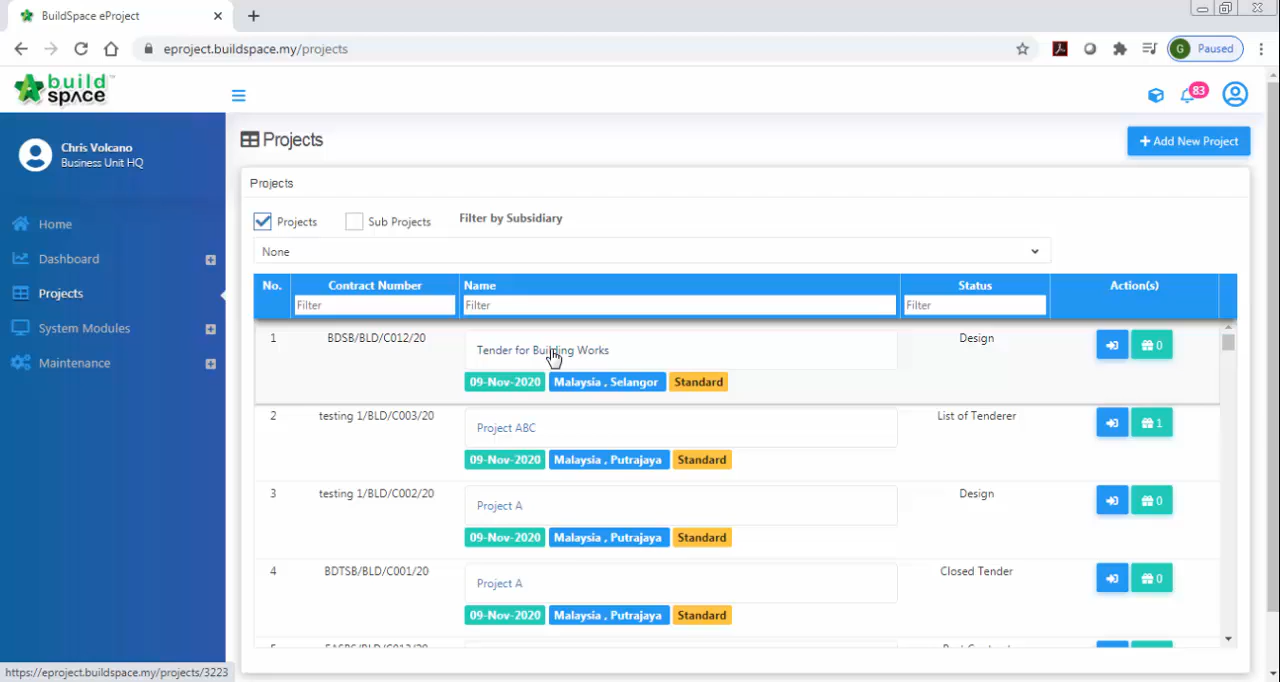 BuildSpace eProject
eproject.buildspace.my/projects
G Paused
build space
83
Chris Volcano
Business Unit HQ
Home
Dashboard
Projects
System Modules
Maintenance
Projects
Add New Project
Projects
Projects Sub Projects Filter by Subsidiary
None
No. Contract Number Name Status Action(s)
Filter Filter Filter
1 BDSB/BLD/C012/20 Tender for Building Works Design 0
09-Nov-2020 Malaysia , Selangor Standard
2 testing 1/BLD/C003/20 Project ABC List of Tenderer 1
09-Nov-2020 Malaysia , Putrajaya Standard
3 testing 1/BLD/C002/20 Project A Design 0
09-Nov-2020 Malaysia , Putrajaya Standard
4 BDTSB/BLD/C001/20 Project A Closed Tender 0
09-Nov-2020 Malaysia , Putrajaya Standard
https://eproject.buildspace.my/projects/3223